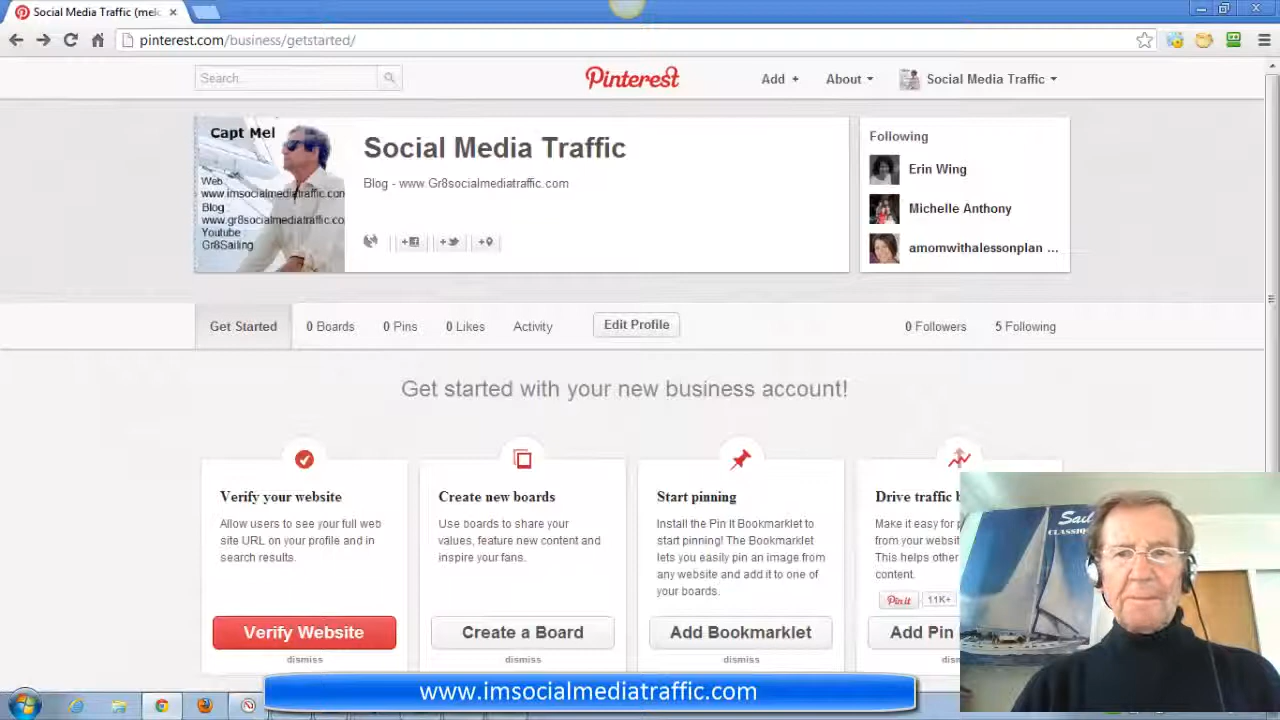 Social Media Traffic (melc
pinterest.com/business/getstarted/
Search...
Pinterest
Add +
About
Social Media Traffic
Capt Mel
Web
www.imsocialmediatraffic.com
Blog
www.gr8socialmediatraffic.co
Youtube
Gr8Sailing
Social Media Traffic
Blog - www.Gr8socialmediatraffic.com
Following
Erin Wing
Michelle Anthony
amomwithalessonplan ...
Get Started
0 Boards
0 Pins
0 Likes
Activity
Edit Profile
0 Followers
5 Following
Get started with your new business account!
Verify your website
Allow users to see your full web
site URL on your profile and in
search results.
Verify Website
dismiss
Create new boards
Use boards to share your
values, feature new content and
inspire your fans.
Create a Board
dismiss
Start pinning
Install the Pin It Bookmarklet to
start pinning! The Bookmarklet
lets you easily pin an image from
any website and add it to one of
your boards.
Add Bookmarklet
dismiss
Drive traffic b
Make it easy for p
from your websit
This helps other
content.
Pin it 11K+
Add Pin
dism
Sail
CLASSIC
www.imsocialmediatraffic.com